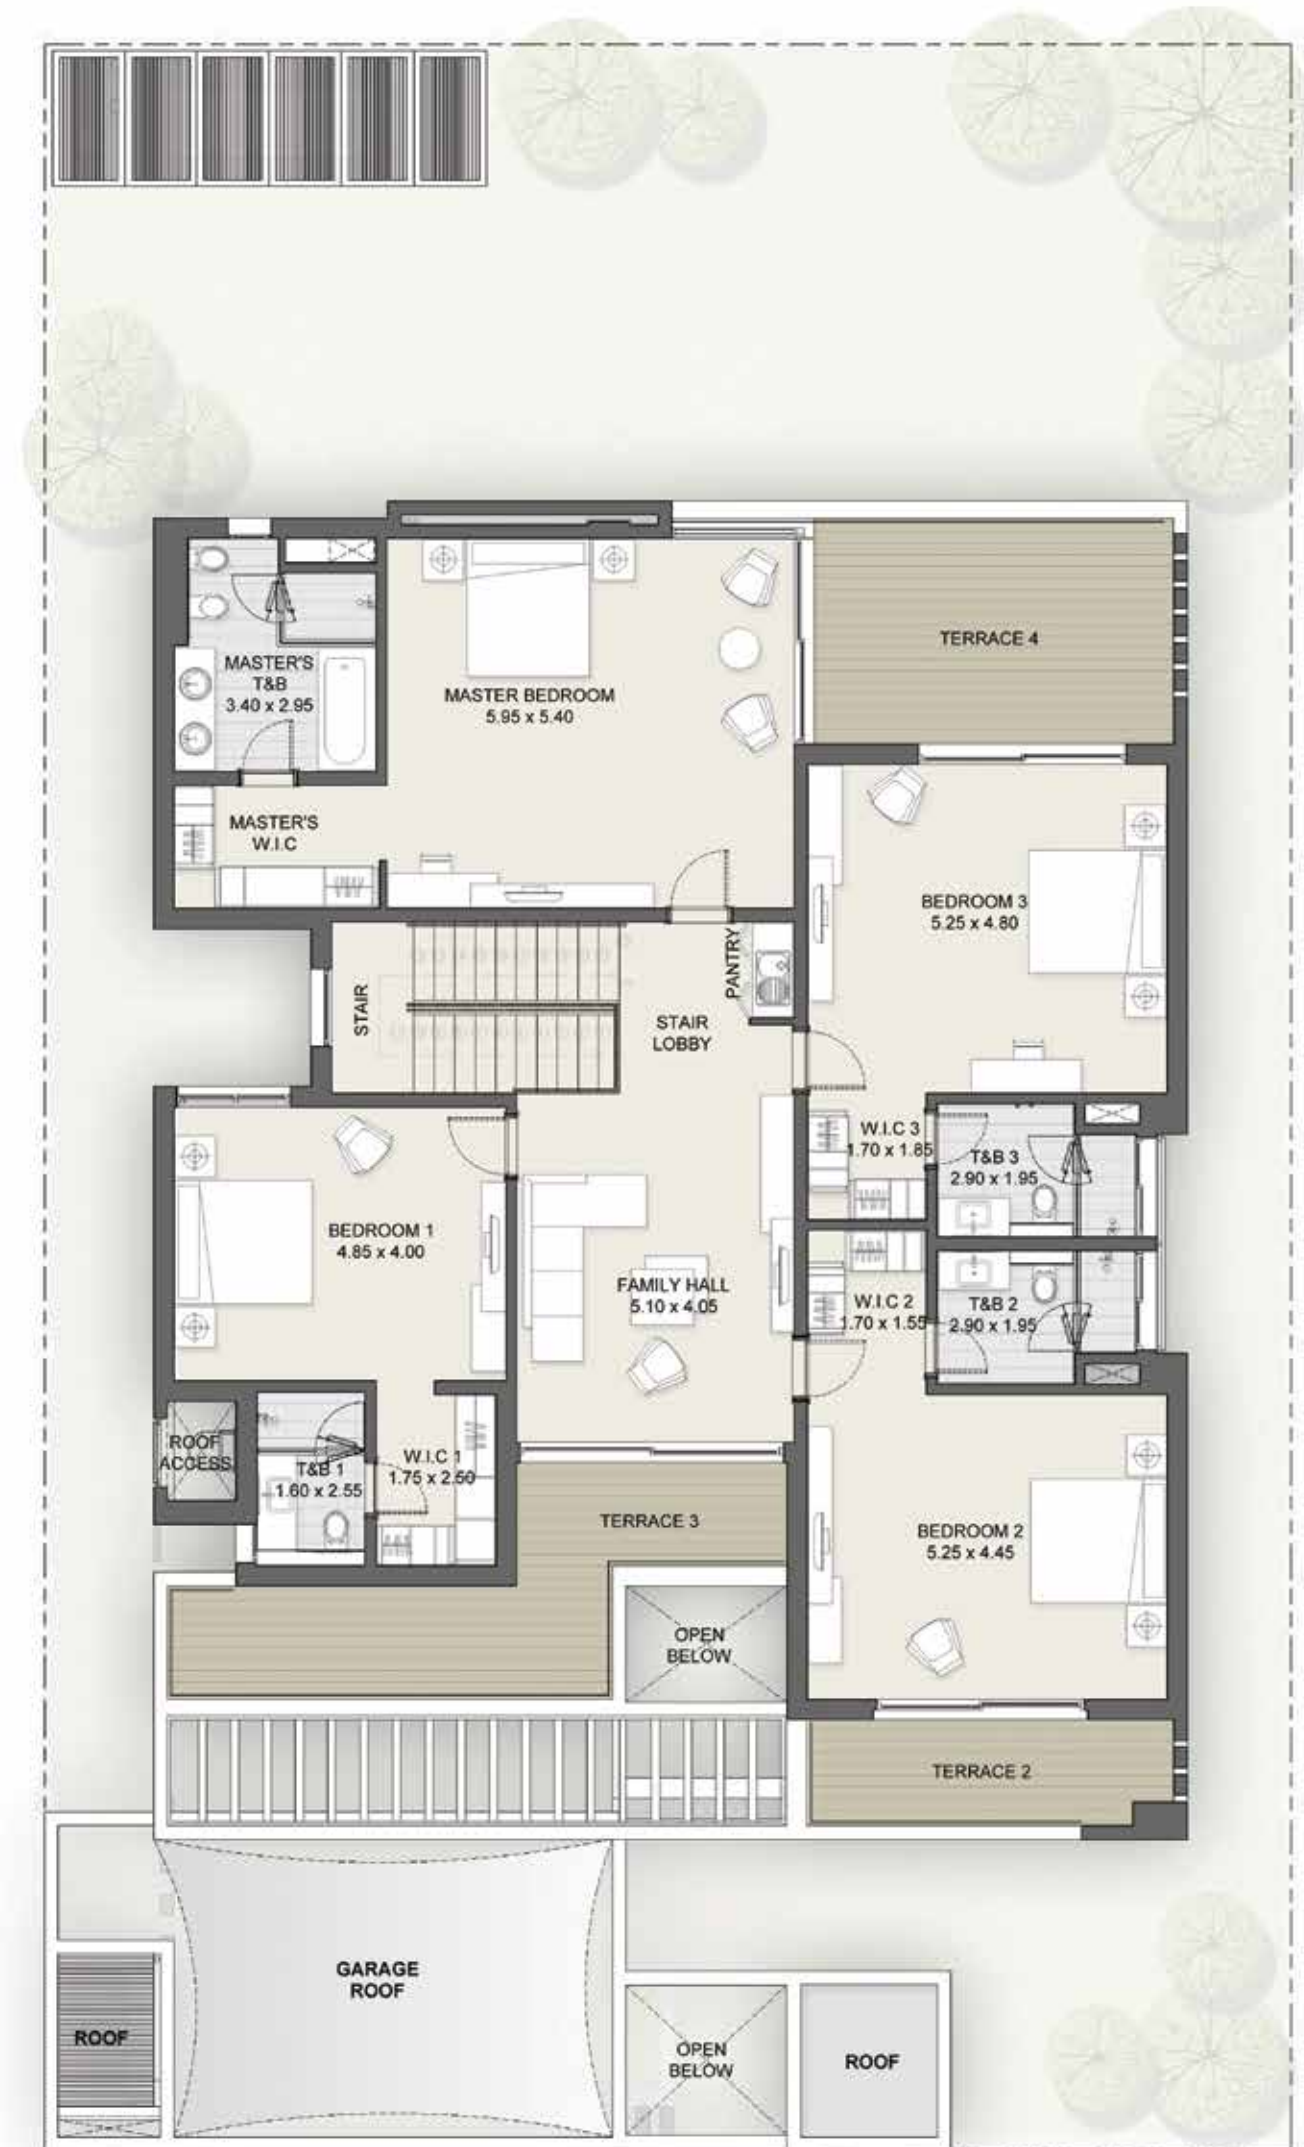 TERRACE 4
MASTER'S
T&B
3.40 x 2.95
MASTER BEDROOM
5.95 x 5.40
MASTER'S
W.I.C
BEDROOM 3
5.25 x 4.80
PANTRY
STAIR
STAIR
LOBBY
W.I.C 3
1.70 x 1.85
T&B 3
2.90 x 1.95
BEDROOM 1
4.85 x 4.00
FAMILY HALL
5.10 x 4.05
W.I.C 2
1.70 x 1.55
T&B 2
2.90 x 1.95
ROOF
ACCESS
T&B 1
1.60 x 2.55
W.I.C 1
1.75 x 2.50
TERRACE 3
BEDROOM 2
5.25 x 4.45
OPEN
BELOW
TERRACE 2
GARAGE
ROOF
ROOF
OPEN
BELOW
ROOF